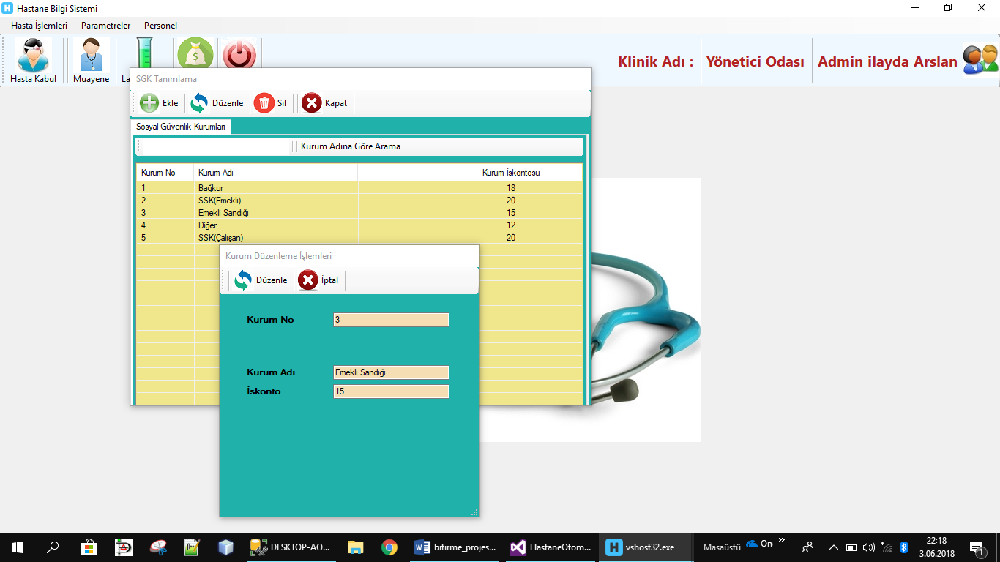 Hastane Bilgi Sistemi
Hasta İşlemleri Parametreler Personel
Hasta Kabul Muayene La
Klinik Adı : Yönetici Odası Admin ilayda Arslan
SGK Tanımlama
Ekle Düzenle Sil Kapat
Sosyal Güvenlik Kurumları
Kurum Adına Göre Arama
Kurum No Kurum Adı Kurum İskontosu
1 Bağkur 18
2 SSK(Emekli) 20
3 Emekli Sandığı 15
4 Diğer 12
5 SSK(Çalışan) 20
Kurum Düzenleme İşlemleri
Düzenle İptal
Kurum No 3
Kurum Adı Emekli Sandığı
İskonto 15
DESKTOP-AO... bitirme_projes... HastaneOtom... vshost32.exe Masaüstü On » 22:18
3.06.2018 1